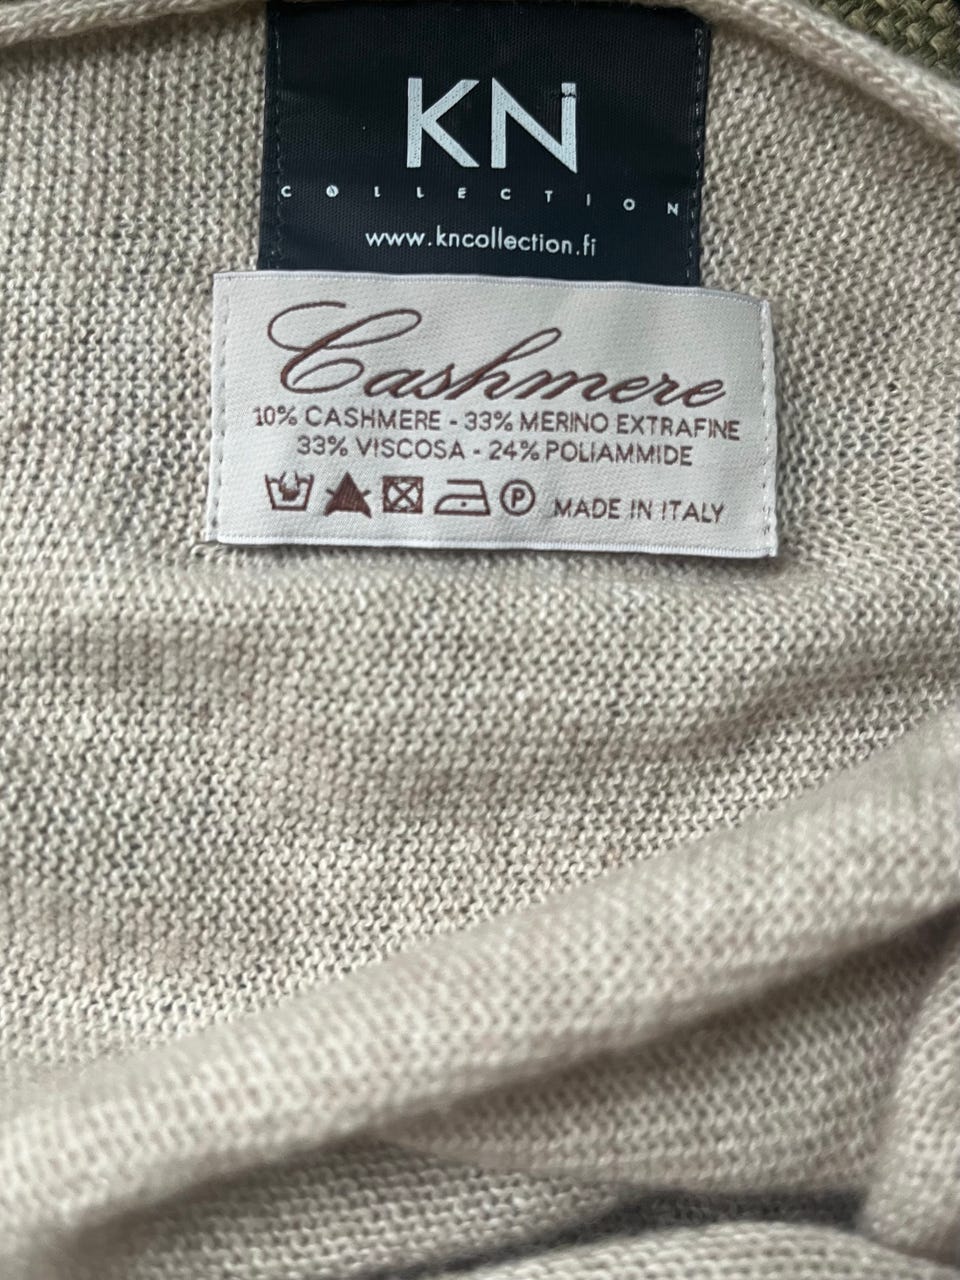 KN
COLLECTION
www.kncollection.fi
Cashmere
10% CASHMERE - 33% MERINO EXTRAFINE
33% VISCOSA - 24% POLIAMMIDE
P MADE IN ITALY